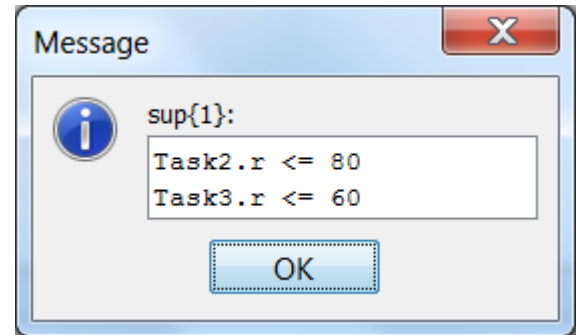 Message
sup{1}:
Task2.r <= 80
Task3.r <= 60
OK